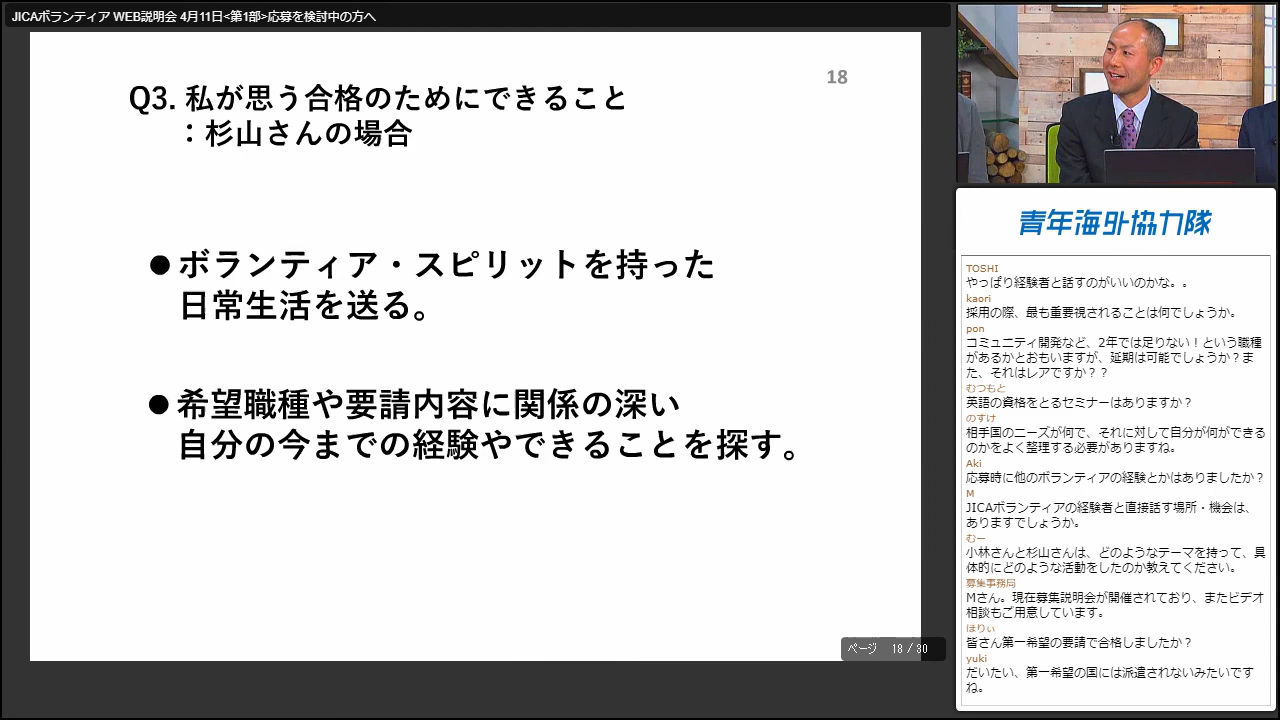 JICAボランティア WEB説明会 4月11日<第1部>応募を検討中の方へ
18
Q3. 私が思う合格のためにできること
：杉山さんの場合
●ボランティア・スピリットを持った
日常生活を送る。
●希望職種や要請内容に関係の深い
自分の今までの経験やできることを探す。
ページ 18 / 30
青年海外協力隊
TOSHI
やっぱり経験者と話すのがいいのかな。。
kaori
採用の際、最も重要視されることは何でしょうか。
pon
コミュニティ開発など、2年では足りない！という職種
があるかとおもいますが、延期は可能でしょうか？ま
た、それはレアですか？？
むつもと
英語の資格をとるセミナーはありますか？
のすけ
相手国のニーズが何で、それに対して自分が何ができる
のかをよく整理する必要がありますね。
Aki
応募時に他のボランティアの経験とかはありましたか？
M
JICAボランティアの経験者と直接話す場所・機会は、
ありますでしょうか。
むー
小林さんと杉山さんは、どのようなテーマを持って、具
体的にどのような活動をしたのか教えてください。
募集事務局
Mさん。現在募集説明会が開催されており、またビデオ
相談もご用意しています。
ほりぃ
皆さん第一希望の要請で合格しましたか？
yuki
だいたい、第一希望の国には派遣されないみたいです
ね。